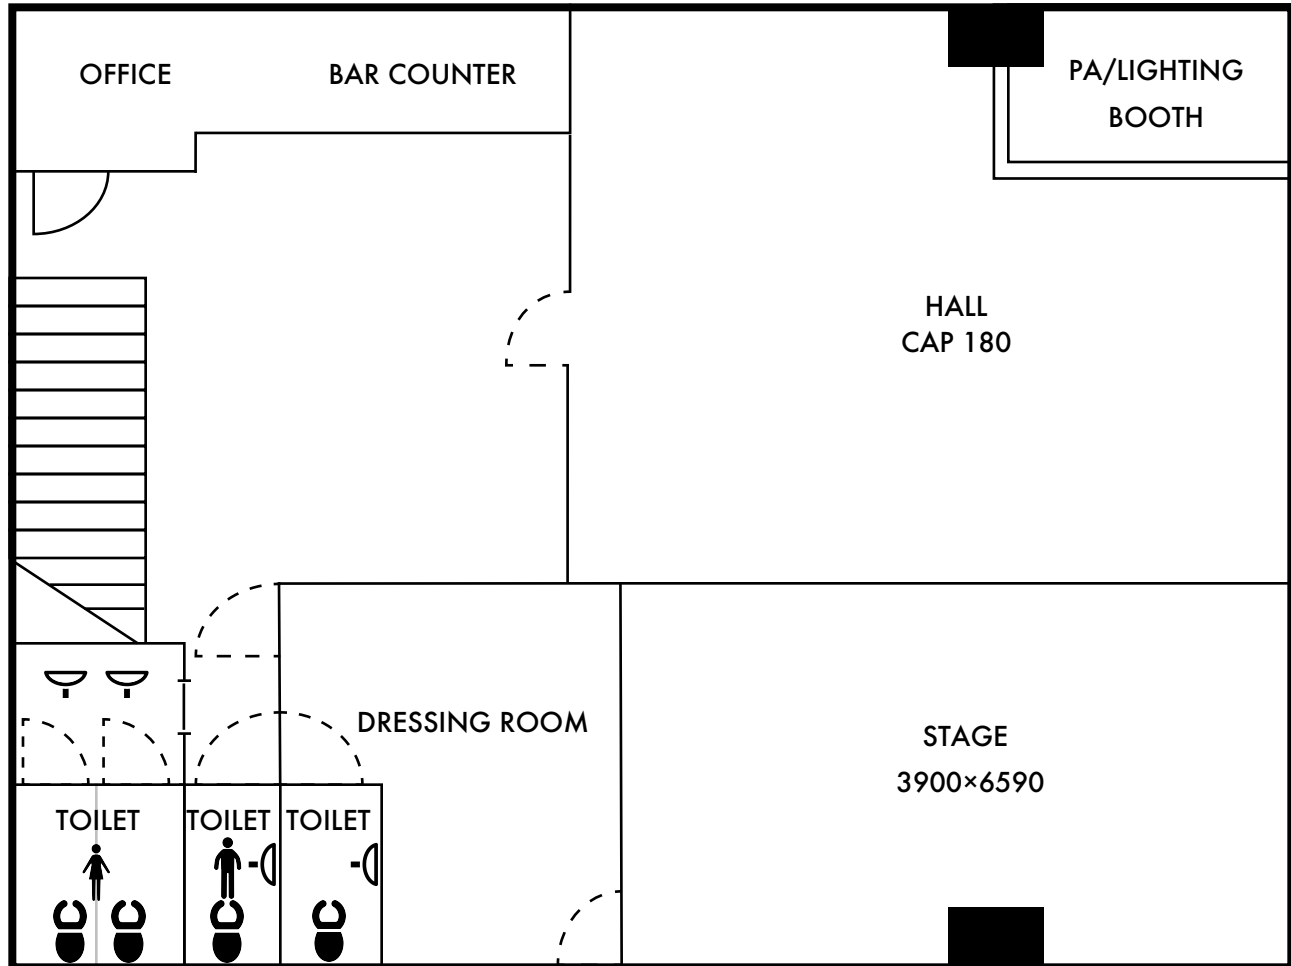 OFFICE
BAR COUNTER
PA/LIGHTING
BOOTH
HALL
CAP 180
DRESSING ROOM
STAGE
3900×6590
TOILET
TOILET
TOILET